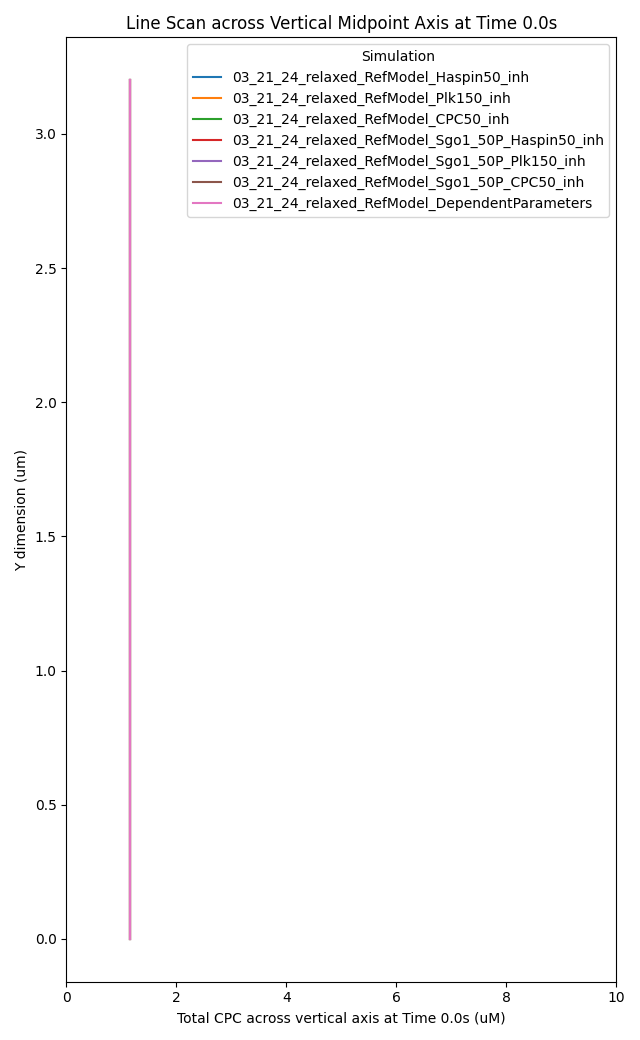 Line Scan across Vertical Midpoint Axis at Time 0.0s
Simulation
03_21_24_relaxed_RefModel_Haspin50_inh
03_21_24_relaxed_RefModel_Plk150_inh
03_21_24_relaxed_RefModel_CPC50_inh
03_21_24_relaxed_RefModel_Sgo1_50P_Haspin50_inh
03_21_24_relaxed_RefModel_Sgo1_50P_Plk150_inh
03_21_24_relaxed_RefModel_Sgo1_50P_CPC50_inh
03_21_24_relaxed_RefModel_DependentParameters
3.0
2.5
2.0
1.5
1.0
0.5
0.0
Y dimension (um)
0 2 4 6 8 10
Total CPC across vertical axis at Time 0.0s (uM)